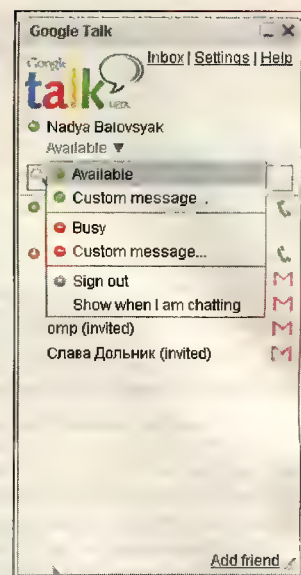 Google Talk
Inbox | Settings | Help
Google
talk
Nadya Balovsyak
Available ▼
Available
Custom message
Busy
Custom message...
Sign out
Show when I am chatting
omp (invited)
Слава Дольник (invited)
Add friend